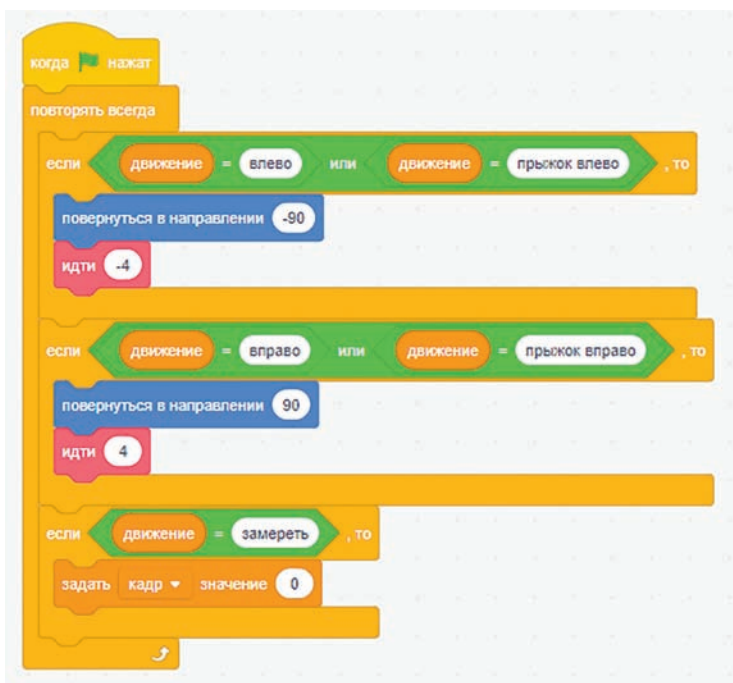 когда нажат
повторять всегда
если движение = влево или движение = прыжок влево , то
повернуться в направлении -90
идти -4
если движение = вправо или движение = прыжок вправо , то
повернуться в направлении 90
идти 4
если движение = замереть , то
задать кадр значение 0